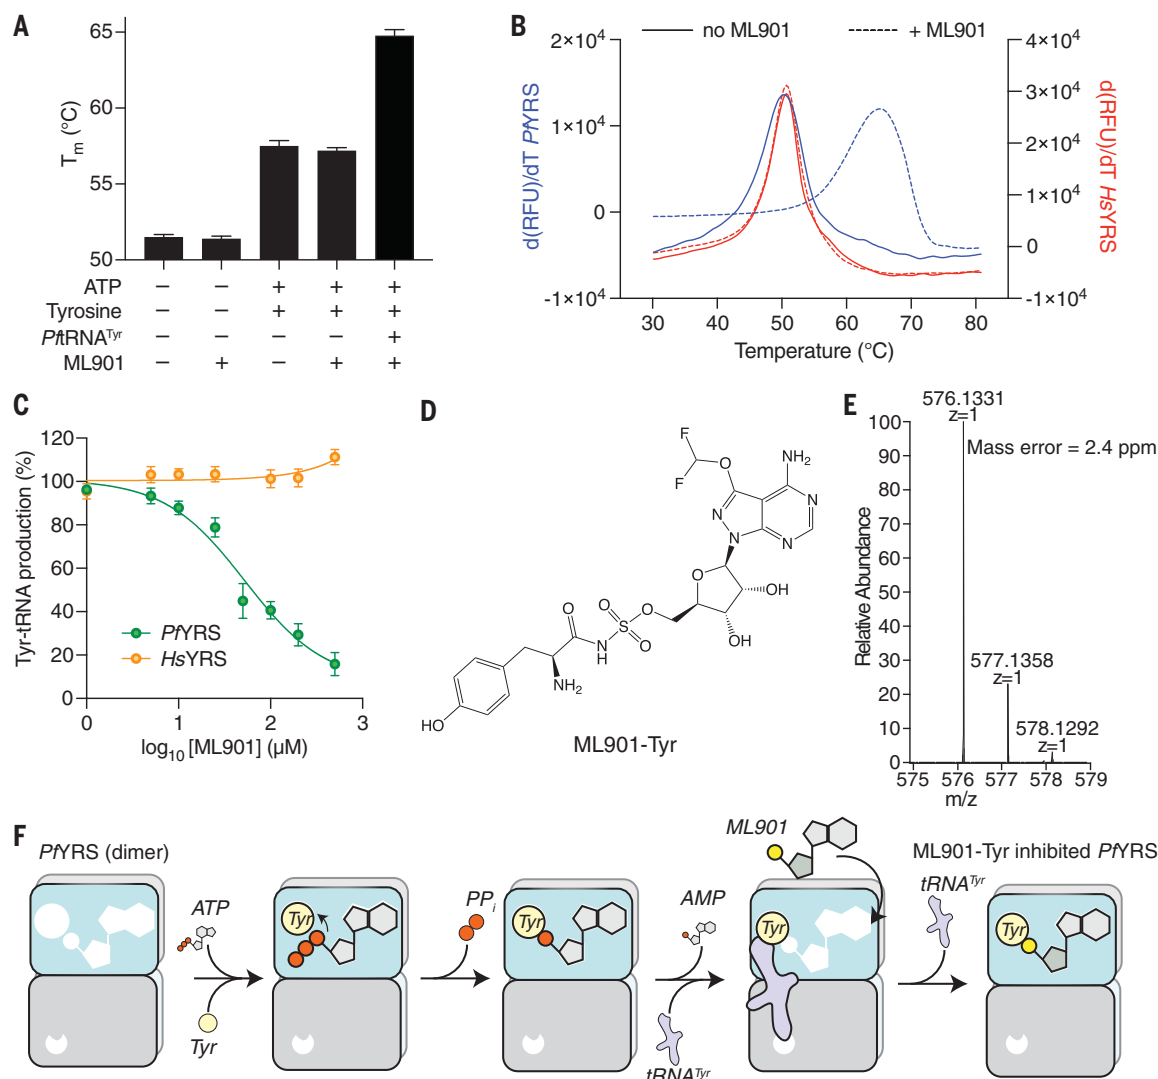 A
65
60
55
50
Tm (°C)
ATP − − + + +
Tyrosine − − + + +
PftRNATyr − − − − +
ML901 − + − + +
B
no ML901
+ ML901
2×10⁴
1×10⁴
0
-1×10⁴
d(RFU)/dT PfYRS
4×10⁴
3×10⁴
2×10⁴
1×10⁴
0
-1×10⁴
d(RFU)/dT HsYRS
30 40 50 60 70 80
Temperature (°C)
C
120
100
80
60
40
20
0
Tyr-tRNA production (%)
PfYRS
HsYRS
0 1 2 3
log10 [ML901] (µM)
D
F
F
O
NH2
N
N
N
N
N
O
OH
OH
O
O
S
O
O
N
H
NH2
HO
ML901-Tyr
E
576.1331
z=1
Mass error = 2.4 ppm
577.1358
z=1
578.1292
z=1
100
90
80
70
60
50
40
30
20
10
0
Relative Abundance
575 576 577 578 579
m/z
F
PfYRS (dimer)
ATP
Tyr
Tyr
PPi
Tyr
AMP
tRNATyr
ML901
Tyr
ML901-Tyr inhibited PfYRS
tRNATyr
Tyr